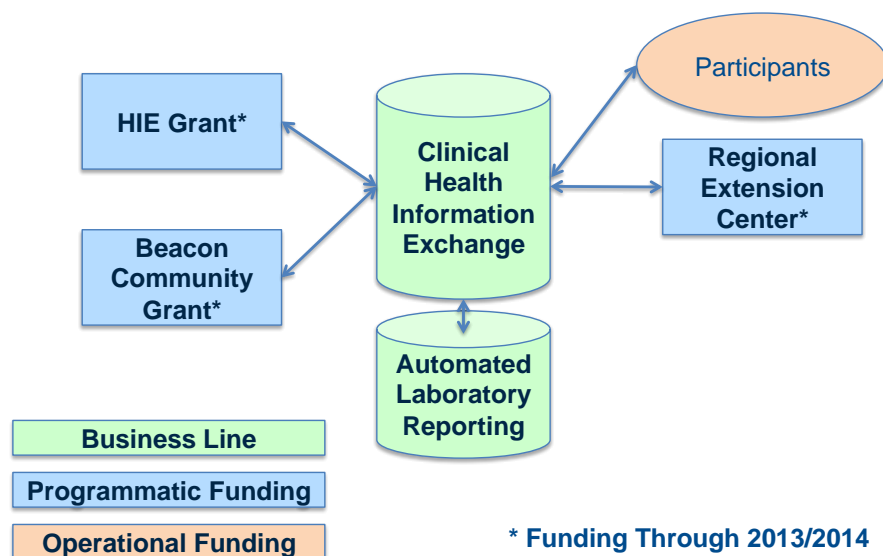 HIE Grant*
Beacon
Community
Grant*
Clinical
Health
Information
Exchange
Participants
Regional
Extension
Center*
Automated
Laboratory
Reporting
Business Line
Programmatic Funding
Operational Funding
* Funding Through 2013/2014